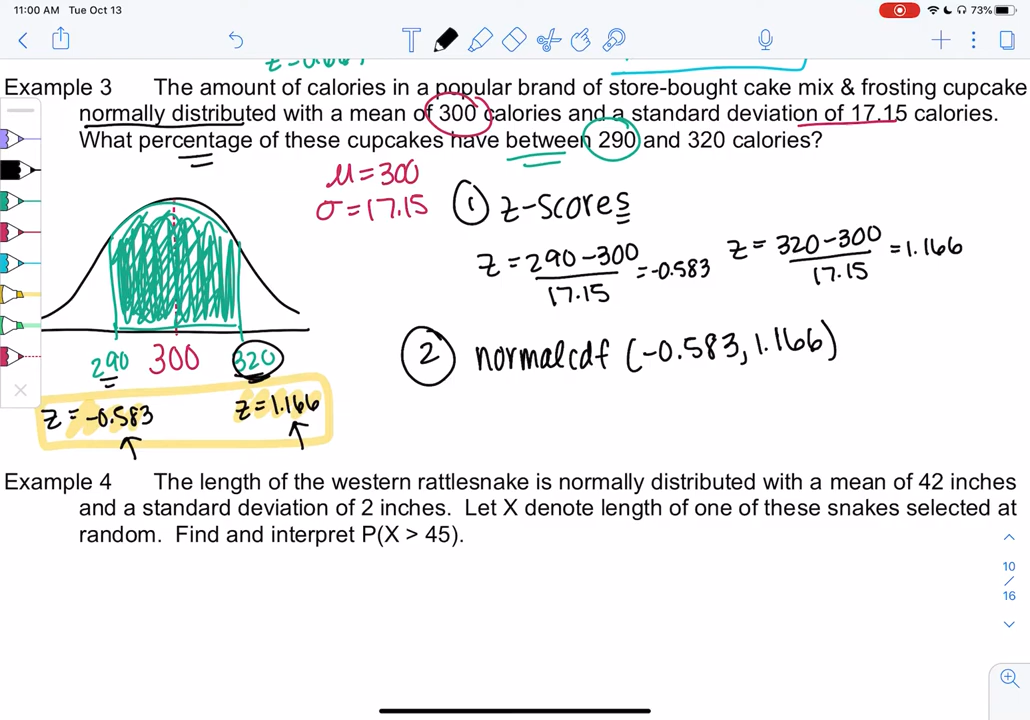 11:00 AM Tue Oct 13
73%
Example 3 The amount of calories in a popular brand of store-bought cake mix & frosting cupcake
normally distributed with a mean of 300 calories and a standard deviation of 17.15 calories.
What percentage of these cupcakes have between 290 and 320 calories?
μ = 300
σ = 17.15
① z-scores
z = 290-300 / 17.15 = -0.583
z = 320-300 / 17.15 = 1.166
② normalcdf (-0.583, 1.166)
290 300 320
z = -0.583 z = 1.166
Example 4 The length of the western rattlesnake is normally distributed with a mean of 42 inches
and a standard deviation of 2 inches. Let X denote length of one of these snakes selected at
random. Find and interpret P(X > 45).
10
/
16